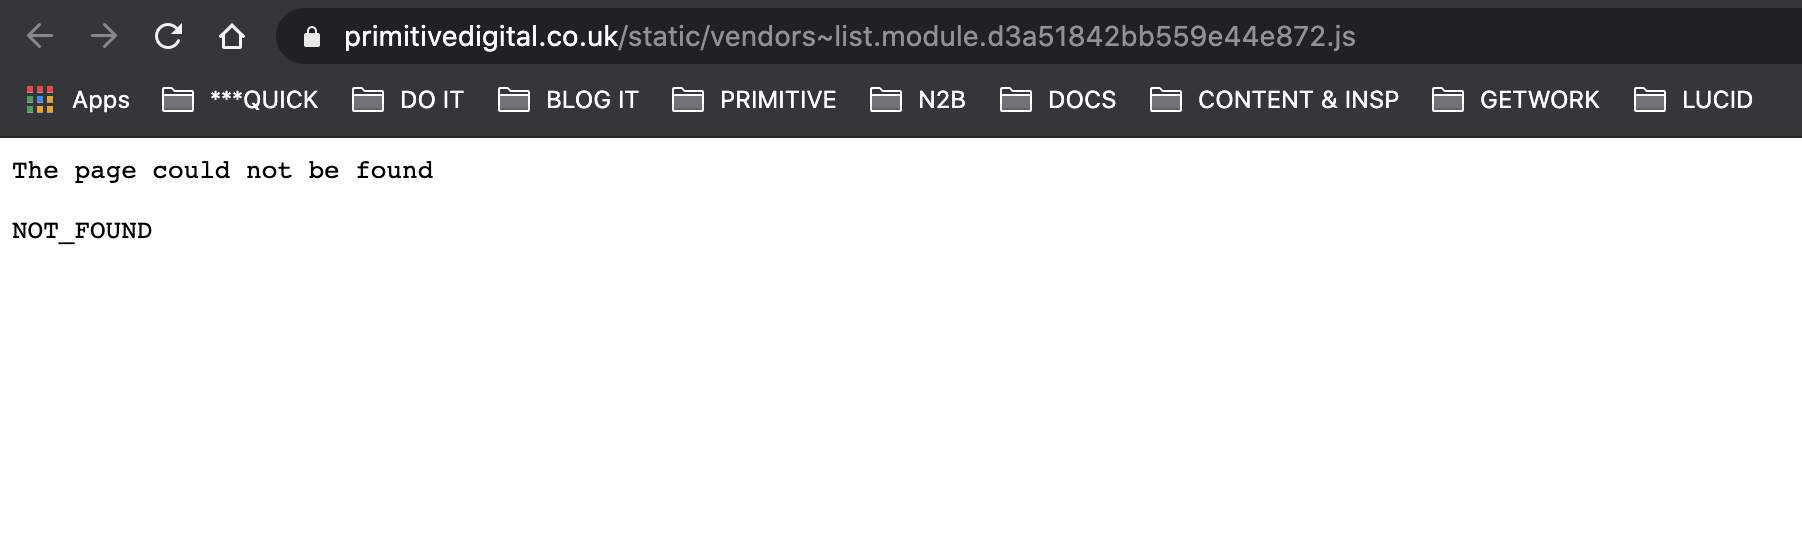 primitivedigital.co.uk/static/vendors~list.module.d3a51842bb559e44e872.js
Apps ***QUICK DO IT BLOG IT PRIMITIVE N2B DOCS CONTENT & INSP GETWORK LUCID
The page could not be found
NOT_FOUND